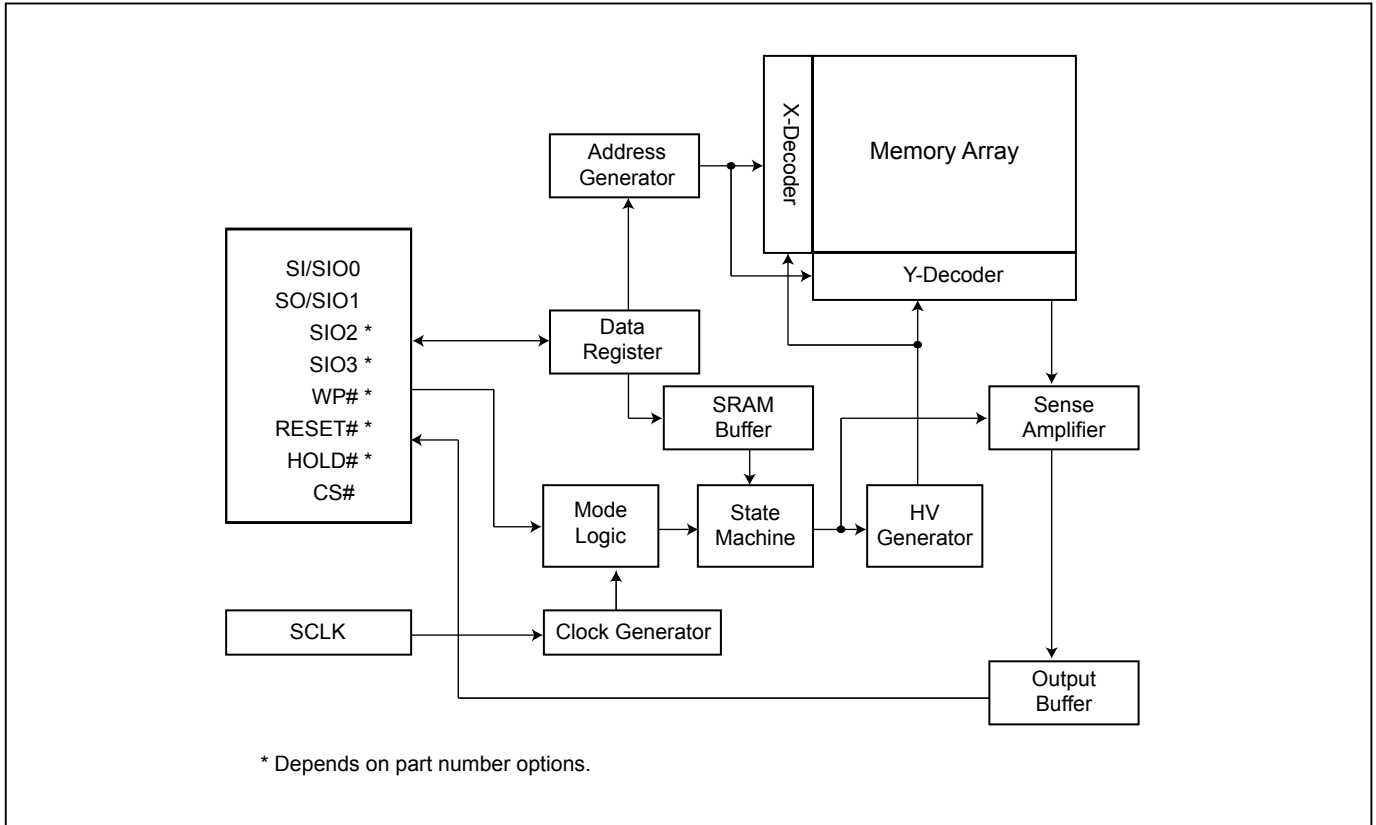 X-Decoder
Memory Array
Address
Generator
Y-Decoder
SI/SIO0
SO/SIO1
SIO2 *
SIO3 *
WP# *
RESET# *
HOLD# *
CS#
Data
Register
SRAM
Buffer
Sense
Amplifier
Mode
Logic
State
Machine
HV
Generator
SCLK
Clock Generator
Output
Buffer
* Depends on part number options.